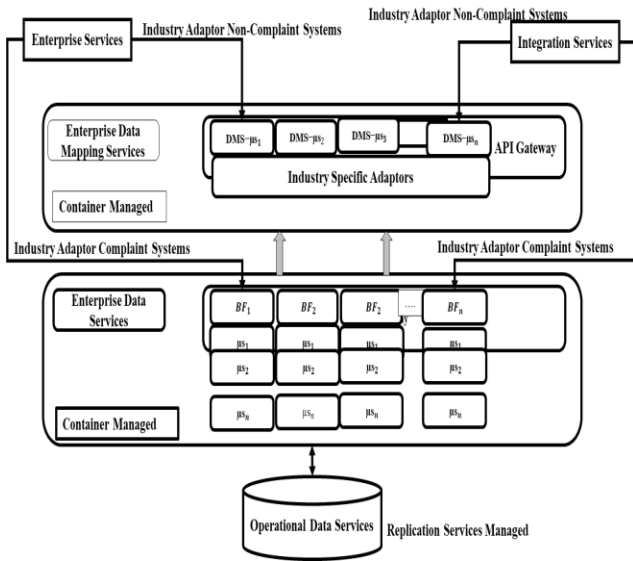 Industry Adaptor Non-Complaint Systems
Industry Adaptor Non-Complaint Systems
Enterprise Services
Integration Services
Enterprise Data
Mapping Services
DMS-μs1
DMS-μs2
DMS-μs3
DMS-μsn
API Gateway
Industry Specific Adaptors
Container Managed
Industry Adaptor Complaint Systems
Industry Adaptor Complaint Systems
Enterprise Data
Services
BF1
BF2
BF2
....
BFn
y
μs1
μs1
μs1
μs1
μs2
μs2
μs2
μs2
μsn
μsn
μsn
μsn
Container Managed
Operational Data Services
Replication Services Managed